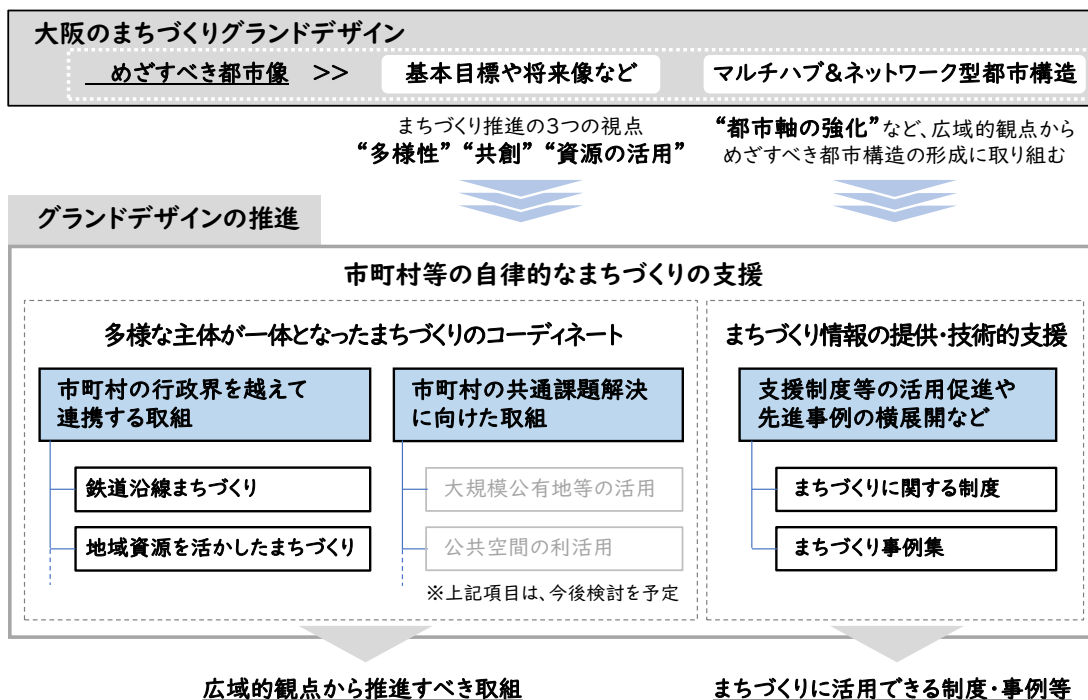 大阪のまちづくりグランドデザイン
めざすべき都市像 >> 基本目標や将来像など マルチハブ&ネットワーク型都市構造
まちづくり推進の3つの視点
“多様性” “共創” “資源の活用”
“都市軸の強化”など、広域的観点から
めざすべき都市構造の形成に取り組む
グランドデザインの推進
市町村等の自律的なまちづくりの支援
多様な主体が一体となったまちづくりのコーディネート
市町村の行政界を越えて
連携する取組
鉄道沿線まちづくり
地域資源を活かしたまちづくり
市町村の共通課題解決
に向けた取組
大規模公有地等の活用
公共空間の利活用
※上記項目は、今後検討を予定
まちづくり情報の提供・技術的支援
支援制度等の活用促進や
先進事例の横展開など
まちづくりに関する制度
まちづくり事例集
広域的観点から推進すべき取組
まちづくりに活用できる制度・事例等